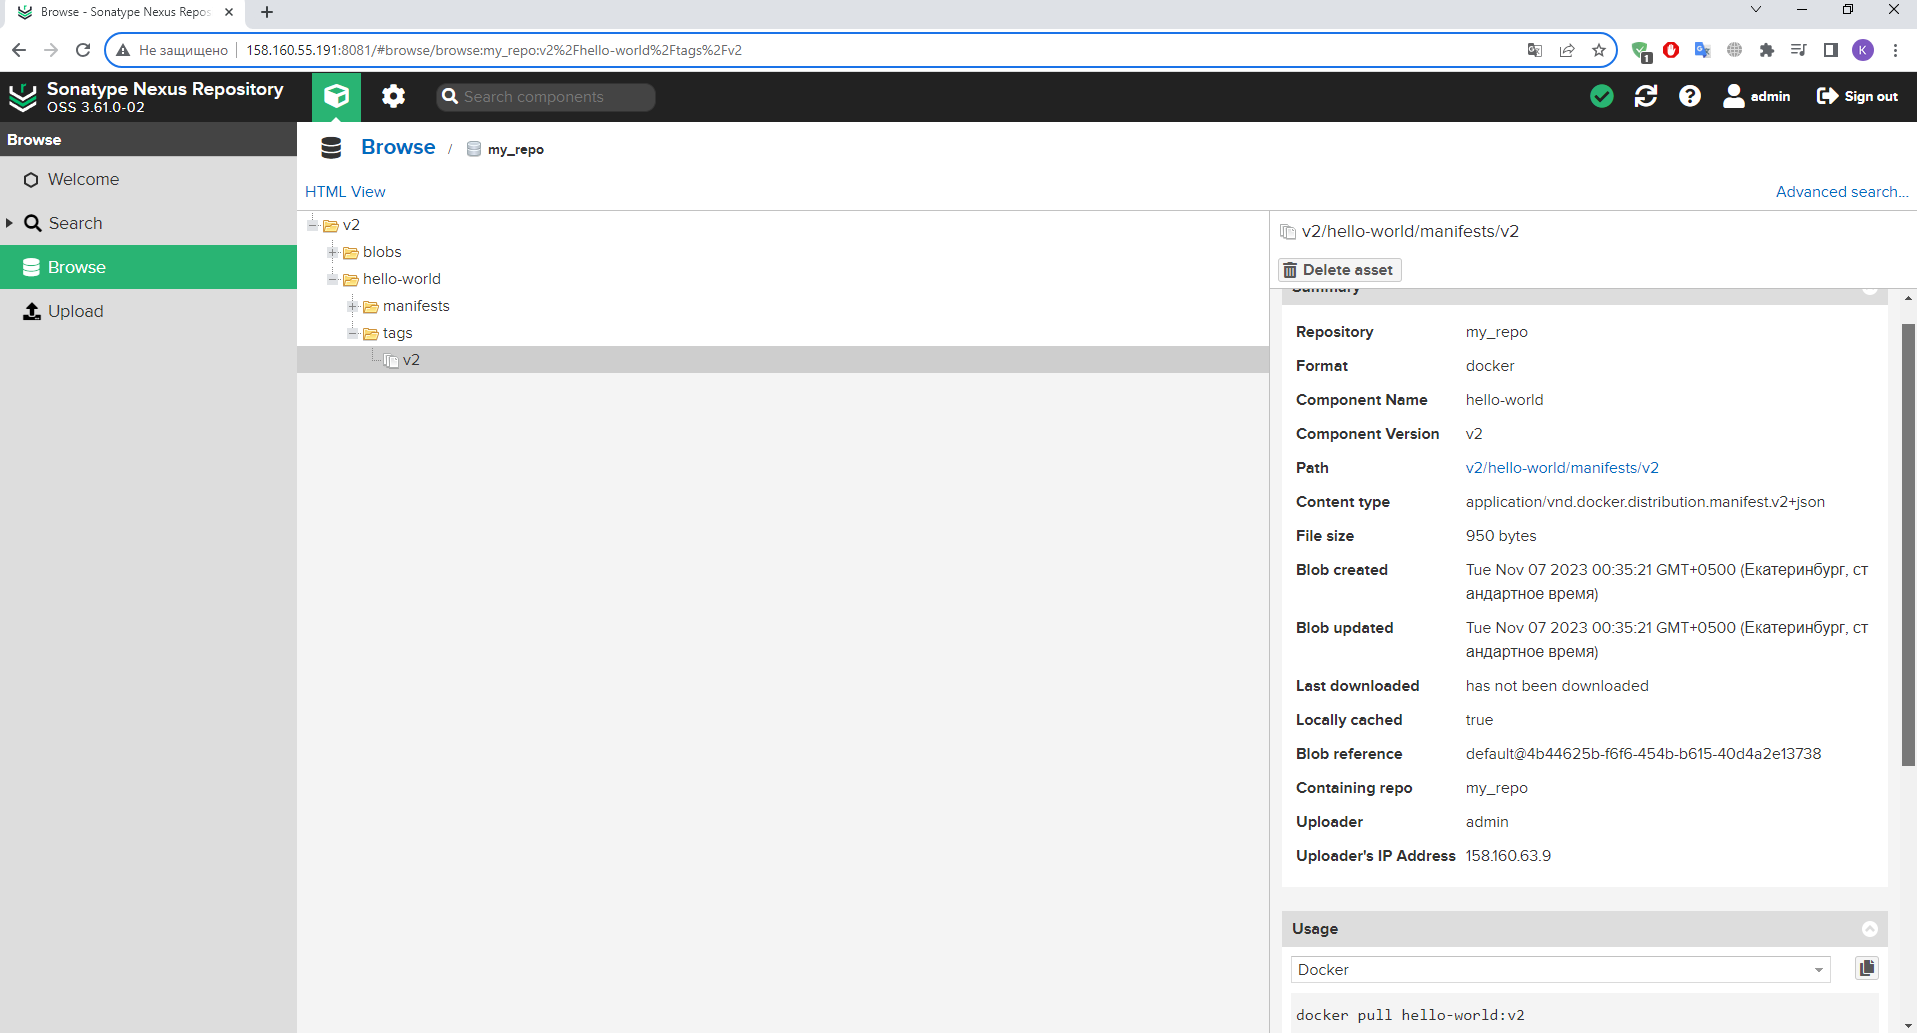 Browse - Sonatype Nexus Repos
Не защищено
158.160.55.191:8081/#browse/browse:my_repo:v2%2Fhello-world%2Ftags%2Fv2
1
K
Sonatype Nexus Repository
OSS 3.61.0-02
Search components
admin
Sign out
Browse
Welcome
Search
Browse
Upload
Browse / my_repo
HTML View
Advanced search...
v2
blobs
hello-world
manifests
tags
v2
v2/hello-world/manifests/v2
Delete asset
Summary
Repository my_repo
Format docker
Component Name hello-world
Component Version v2
Path v2/hello-world/manifests/v2
Content type application/vnd.docker.distribution.manifest.v2+json
File size 950 bytes
Blob created Tue Nov 07 2023 00:35:21 GMT+0500 (Екатеринбург, ст
андартное время)
Blob updated Tue Nov 07 2023 00:35:21 GMT+0500 (Екатеринбург, ст
андартное время)
Last downloaded has not been downloaded
Locally cached true
Blob reference default@4b44625b-f6f6-454b-b615-40d4a2e13738
Containing repo my_repo
Uploader admin
Uploader's IP Address 158.160.63.9
Usage
Docker
docker pull hello-world:v2